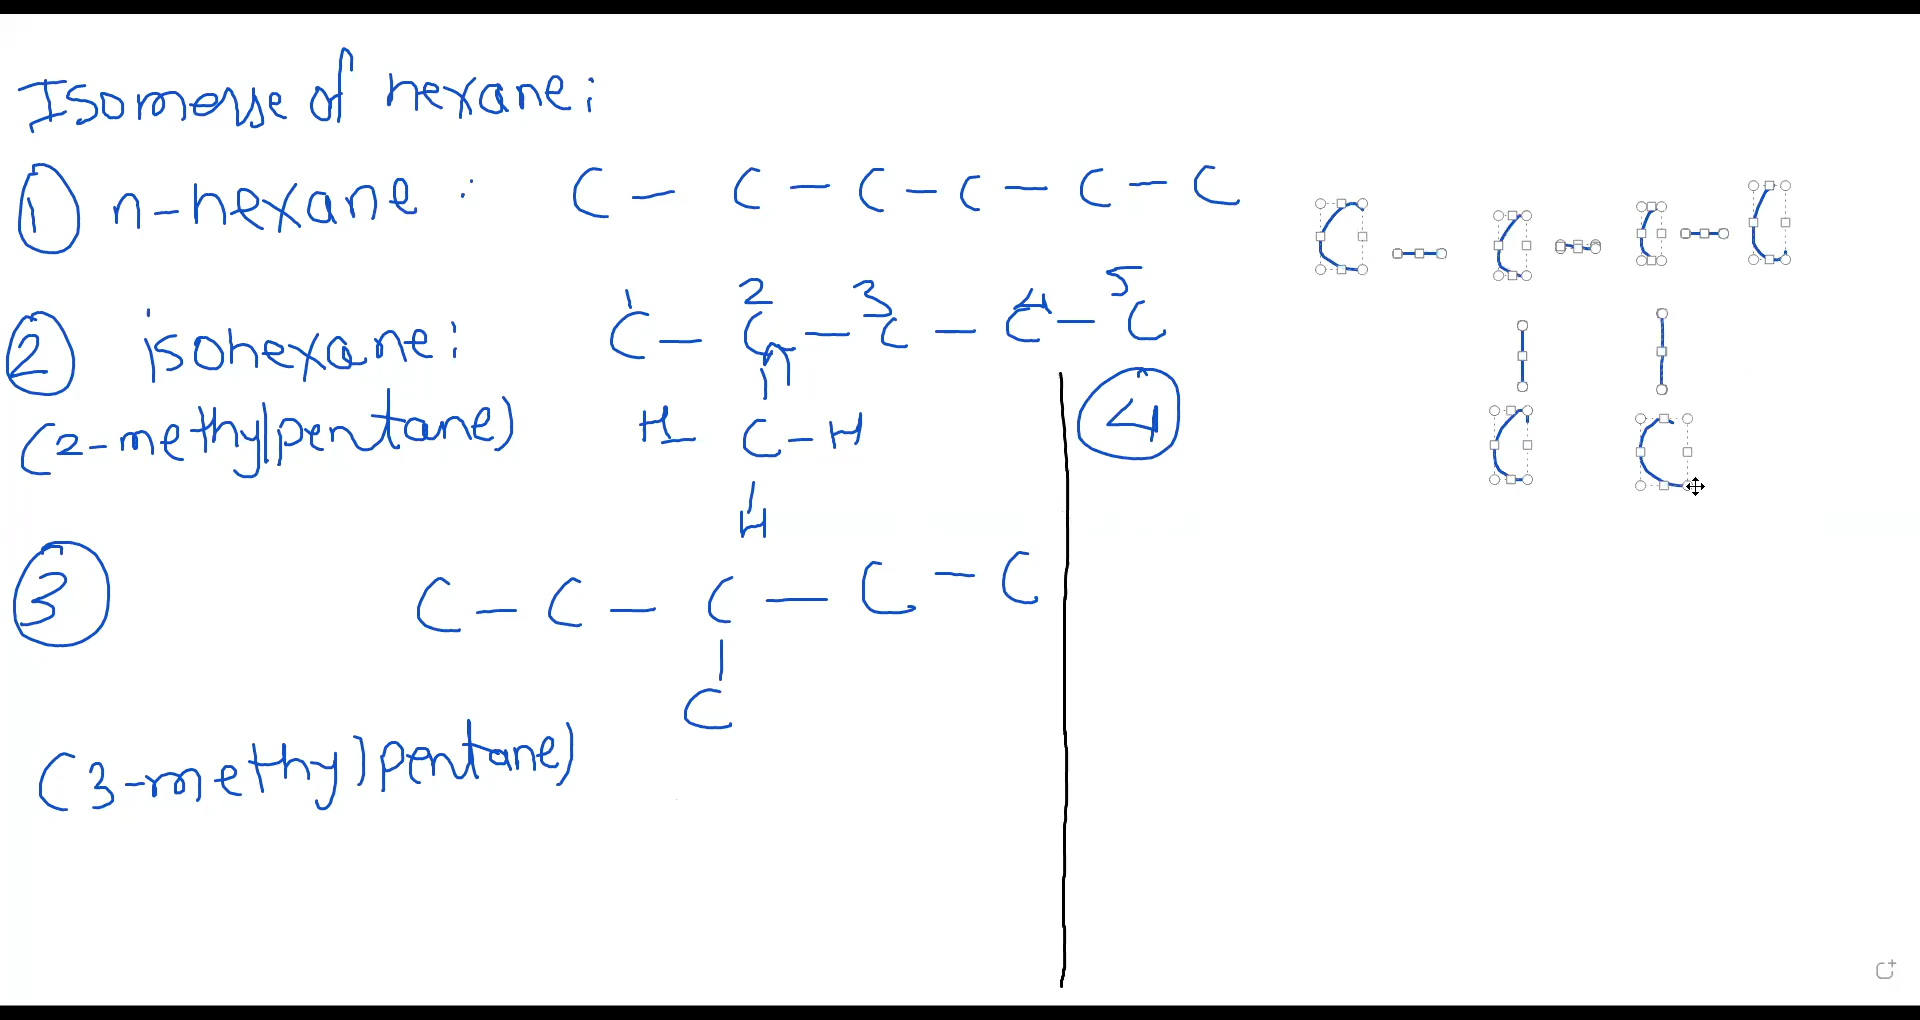 Isomerse of hexane:
① n-hexane : C – C – C – C – C – C
1 2 3 4 5
② isohexane: C – C – C – C – C
(2-methylpentane) H – C – H
H
③ C – C – C – C – C
C
(3-methylpentane)
④ C – C – C – C
C C